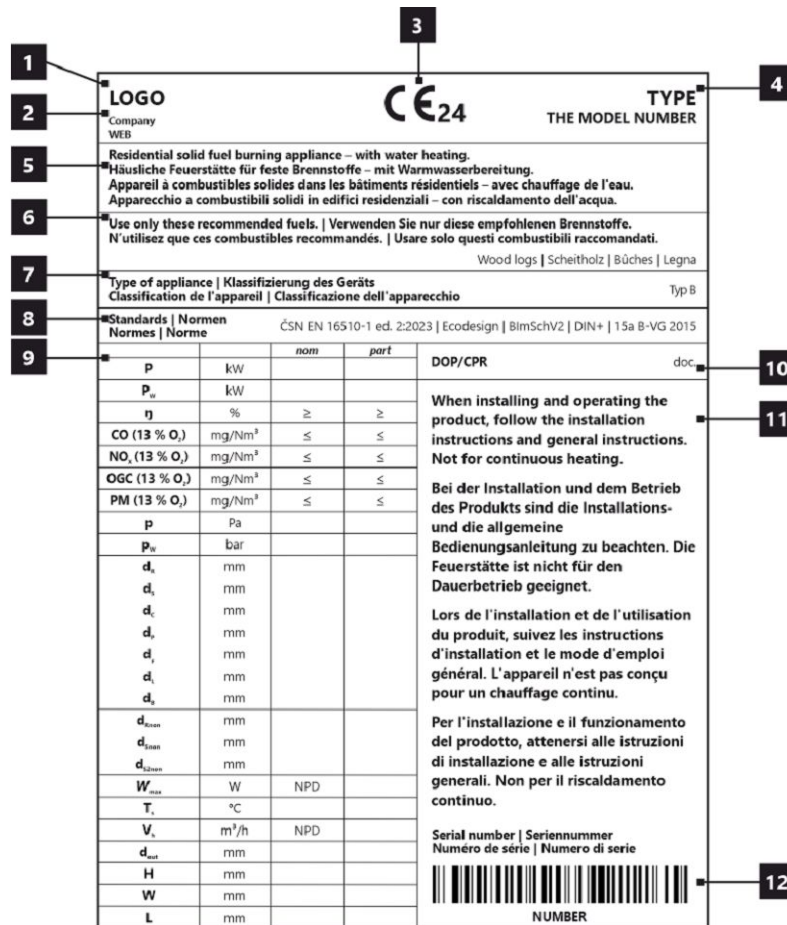 3
1
4
LOGO
CE24
TYPE
2
Company
THE MODEL NUMBER
WEB
5
Residential solid fuel burning appliance – with water heating.
Häusliche Feuerstätte für feste Brennstoffe – mit Warmwasserbereitung.
Appareil à combustibles solides dans les bâtiments résidentiels – avec chauffage de l'eau.
Apparecchio a combustibili solidi in edifici residenziali – con riscaldamento dell'acqua.
6
Use only these recommended fuels. | Verwenden Sie nur diese empfohlenen Brennstoffe.
N'utilisez que ces combustibles recommandés. | Usare solo questi combustibili raccomandati.
Wood logs | Scheitholz | Bûches | Legna
7
Type of appliance | Klassifizierung des Geräts
Classification de l'appareil | Classificazione dell'apparecchio
Typ B
8
Standards | Normen
Normes | Norme
ČSN EN 16510-1 ed. 2:2023 | Ecodesign | BImSchV2 | DIN+ | 15a B-VG 2015
9
nom part
P kW
Pw kW
η % ≥ ≥
CO (13 % O₂) mg/Nm³ ≤ ≤
NOx (13 % O₂) mg/Nm³ ≤ ≤
OGC (13 % O₂) mg/Nm³ ≤ ≤
PM (13 % O₂) mg/Nm³ ≤ ≤
p Pa
pw bar
dR mm
dS mm
dC mm
dP mm
d mm
dL mm
dB mm
dRnon mm
dSnon mm
dS2non mm
Wmax W NPD
Ts °C
Vh m³/h NPD
dout mm
H mm
W mm
L mm
DOP/CPR doc.
10
11
When installing and operating the
product, follow the installation
instructions and general instructions.
Not for continuous heating.
Bei der Installation und dem Betrieb
des Produkts sind die Installations-
und die allgemeine
Bedienungsanleitung zu beachten. Die
Feuerstätte ist nicht für den
Dauerbetrieb geeignet.
Lors de l'installation et de l'utilisation
du produit, suivez les instructions
d'installation et le mode d'emploi
général. L'appareil n'est pas conçu
pour un chauffage continu.
Per l'installazione e il funzionamento
del prodotto, attenersi alle istruzioni
di installazione e alle istruzioni
generali. Non per il riscaldamento
continuo.
Serial number | Seriennummer
Numéro de série | Numero di serie
12
NUMBER